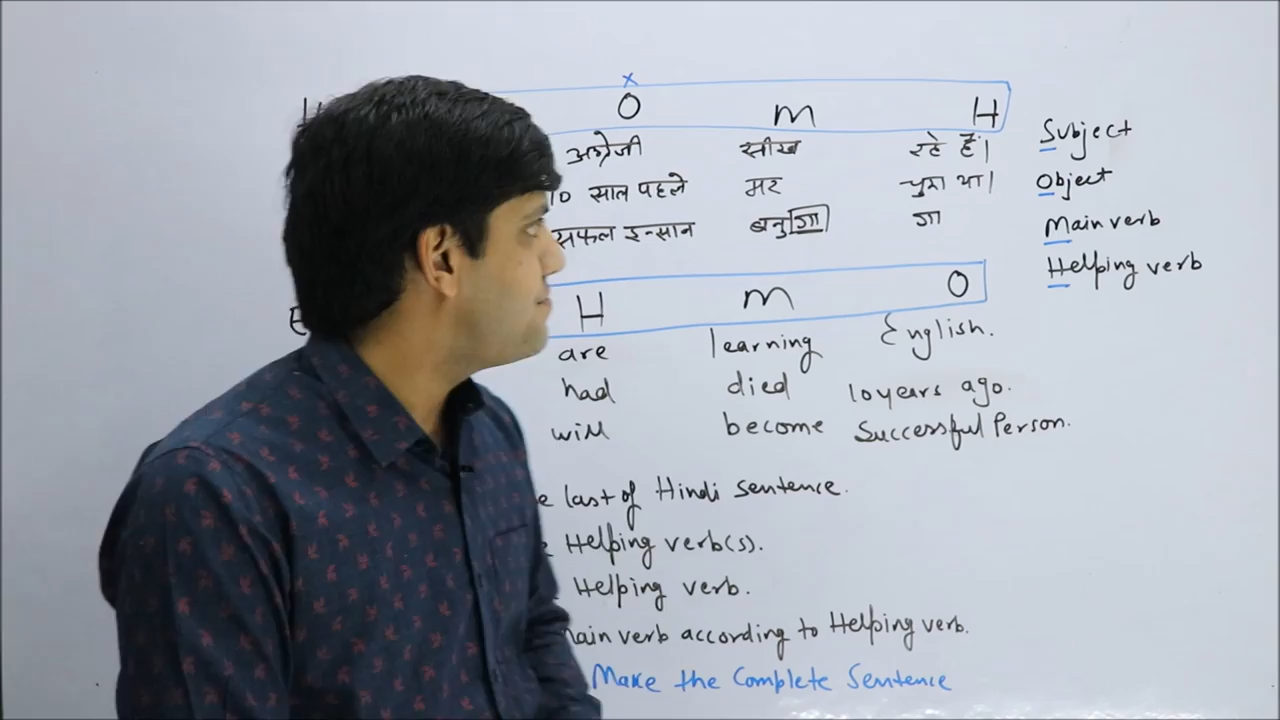 x
O M H
अंग्रेजी सीख रहे हैं।
10 साल पहले मर चुका था।
सफल इन्सान बनुगा गा
Subject
Object
Main verb
Helping verb
H M O
are learning English.
had died 10 years ago.
will become Successful Person.
last of Hindi Sentence.
Helping verb(s).
Helping verb.
main verb according to Helping verb.
Make the Complete Sentence